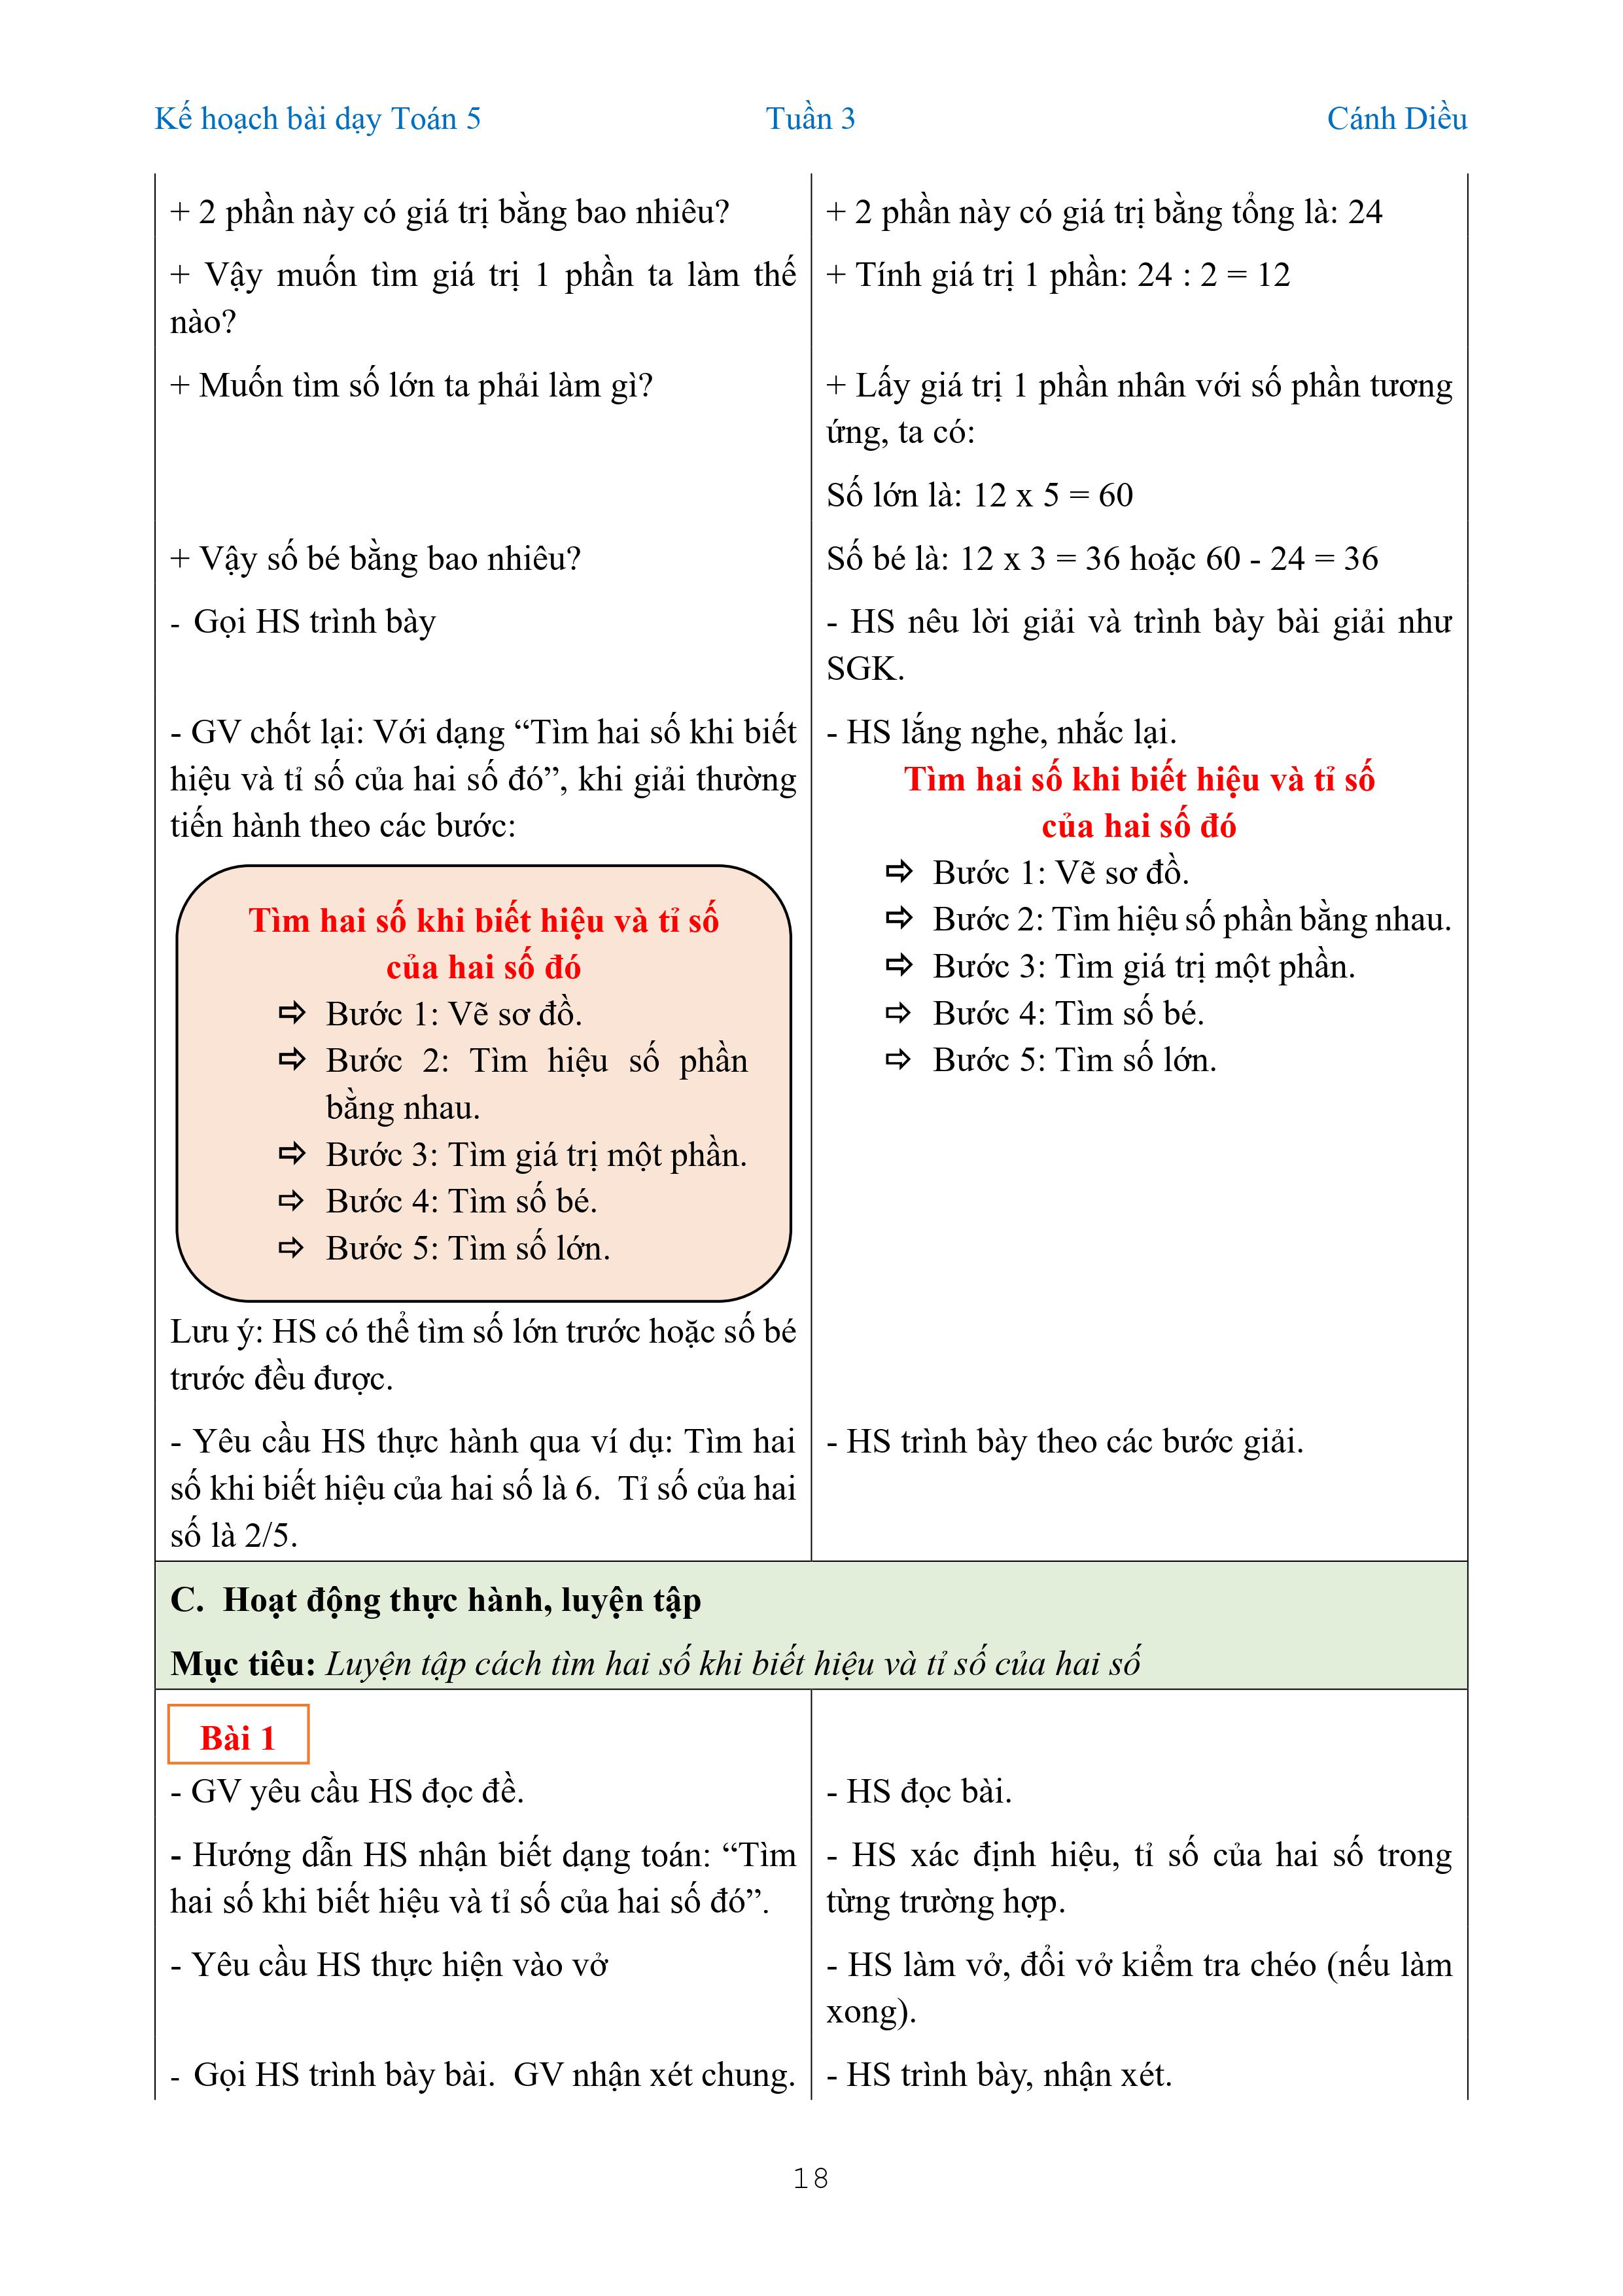 Kế hoạch bài dạy Toán 5 Tuần 3 Cánh Diều
+ 2 phần này có giá trị bằng bao nhiêu?
+ 2 phần này có giá trị bằng tổng là: 24
+ Vậy muốn tìm giá trị 1 phần ta làm thế
nào?
+ Tính giá trị 1 phần: 24 : 2 = 12
+ Muốn tìm số lớn ta phải làm gì?
+ Lấy giá trị 1 phần nhân với số phần tương
ứng, ta có:
Số lớn là: 12 x 5 = 60
+ Vậy số bé bằng bao nhiêu?
Số bé là: 12 x 3 = 36 hoặc 60 - 24 = 36
- Gọi HS trình bày
- HS nêu lời giải và trình bày bài giải như
SGK.
- GV chốt lại: Với dạng “Tìm hai số khi biết
hiệu và tỉ số của hai số đó”, khi giải thường
tiến hành theo các bước:
Tìm hai số khi biết hiệu và tỉ số
của hai số đó
⇨ Bước 1: Vẽ sơ đồ.
⇨ Bước 2: Tìm hiệu số phần
bằng nhau.
⇨ Bước 3: Tìm giá trị một phần.
⇨ Bước 4: Tìm số bé.
⇨ Bước 5: Tìm số lớn.
Lưu ý: HS có thể tìm số lớn trước hoặc số bé
trước đều được.
- HS lắng nghe, nhắc lại.
Tìm hai số khi biết hiệu và tỉ số
của hai số đó
⇨ Bước 1: Vẽ sơ đồ.
⇨ Bước 2: Tìm hiệu số phần bằng nhau.
⇨ Bước 3: Tìm giá trị một phần.
⇨ Bước 4: Tìm số bé.
⇨ Bước 5: Tìm số lớn.
- Yêu cầu HS thực hành qua ví dụ: Tìm hai
số khi biết hiệu của hai số là 6. Tỉ số của hai
số là 2/5.
- HS trình bày theo các bước giải.
C. Hoạt động thực hành, luyện tập
Mục tiêu: Luyện tập cách tìm hai số khi biết hiệu và tỉ số của hai số
Bài 1
- GV yêu cầu HS đọc đề.
- HS đọc bài.
- Hướng dẫn HS nhận biết dạng toán: “Tìm
hai số khi biết hiệu và tỉ số của hai số đó”.
- HS xác định hiệu, tỉ số của hai số trong
từng trường hợp.
- Yêu cầu HS thực hiện vào vở
- HS làm vở, đổi vở kiểm tra chéo (nếu làm
xong).
- Gọi HS trình bày bài. GV nhận xét chung.
- HS trình bày, nhận xét.
18